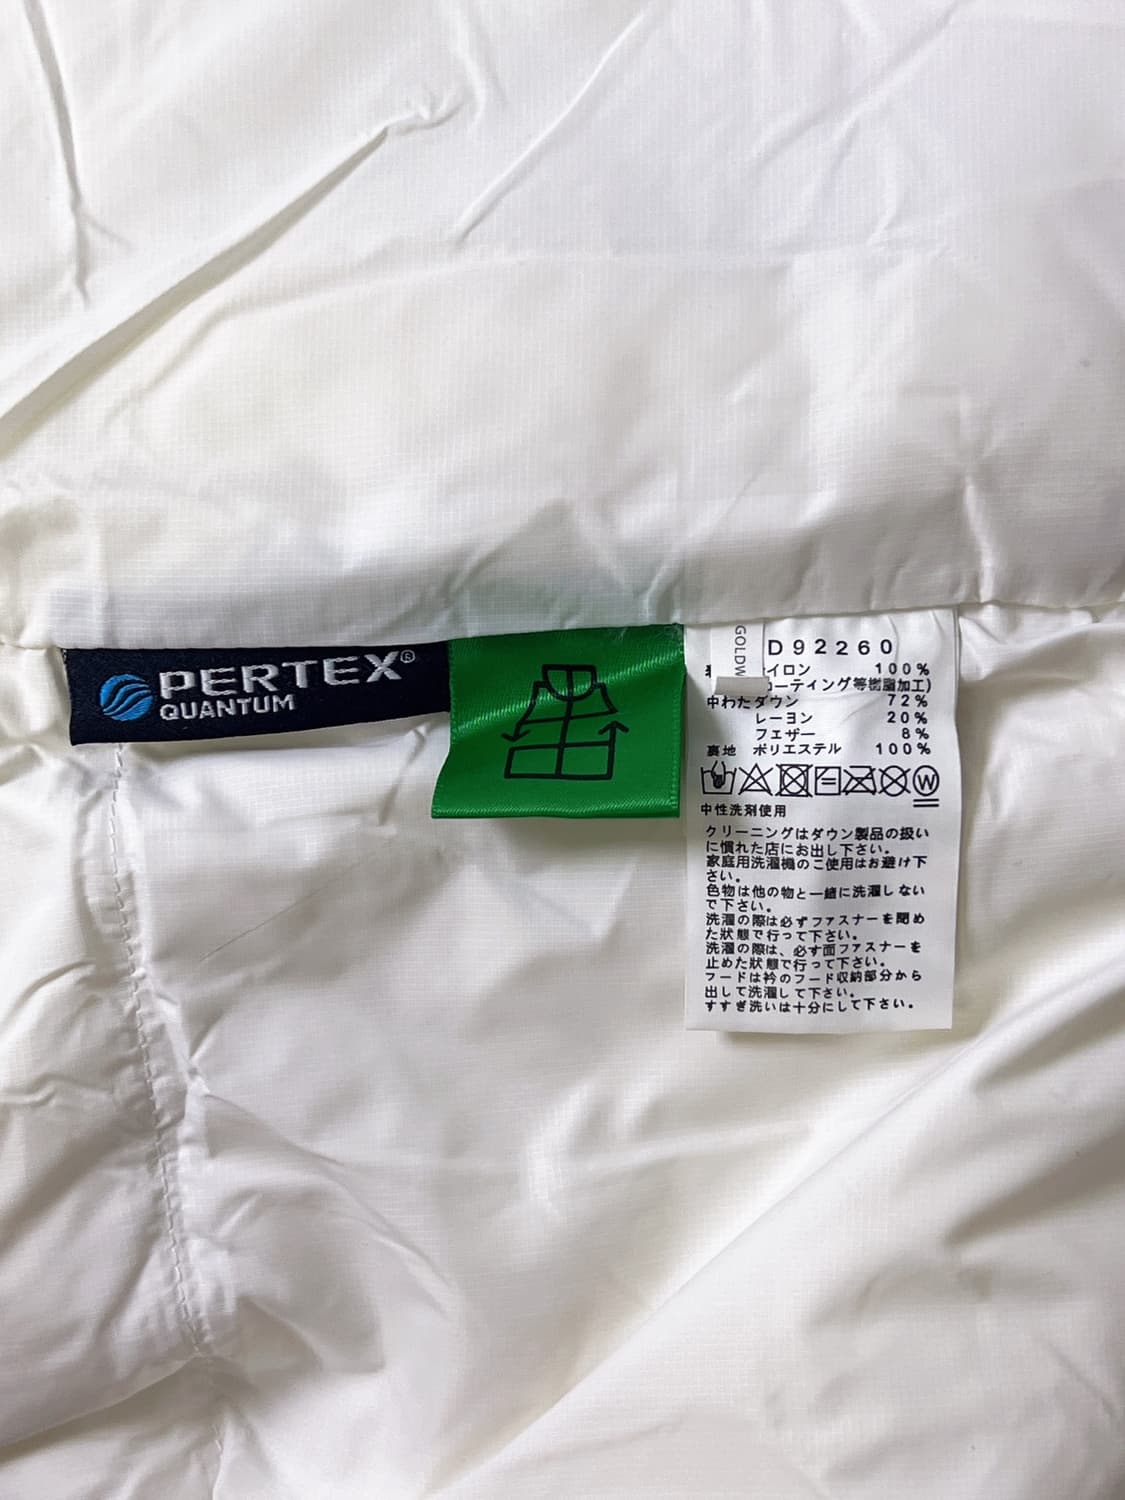 PERTEX®
QUANTUM
GOLDW
D92260
イロン 100%
ーティング等樹脂加工)
中わたダウン 72%
レーヨン 20%
フェザー 8%
裏地 ポリエステル 100%
W
中性洗剤使用
クリーニングはダウン製品の扱い
に慣れた店にお出し下さい。
家庭用洗濯機のご使用はお避け下
さい。
色物は他の物と一緒に洗濯しない
で下さい。
洗濯の際は必ずファスナーを閉め
た状態で行って下さい。
洗濯の際は、必ず面ファスナーを
止めた状態で行って下さい。
フードは衿のフード収納部分から
出して洗濯して下さい。
すすぎ洗いは十分にして下さい。